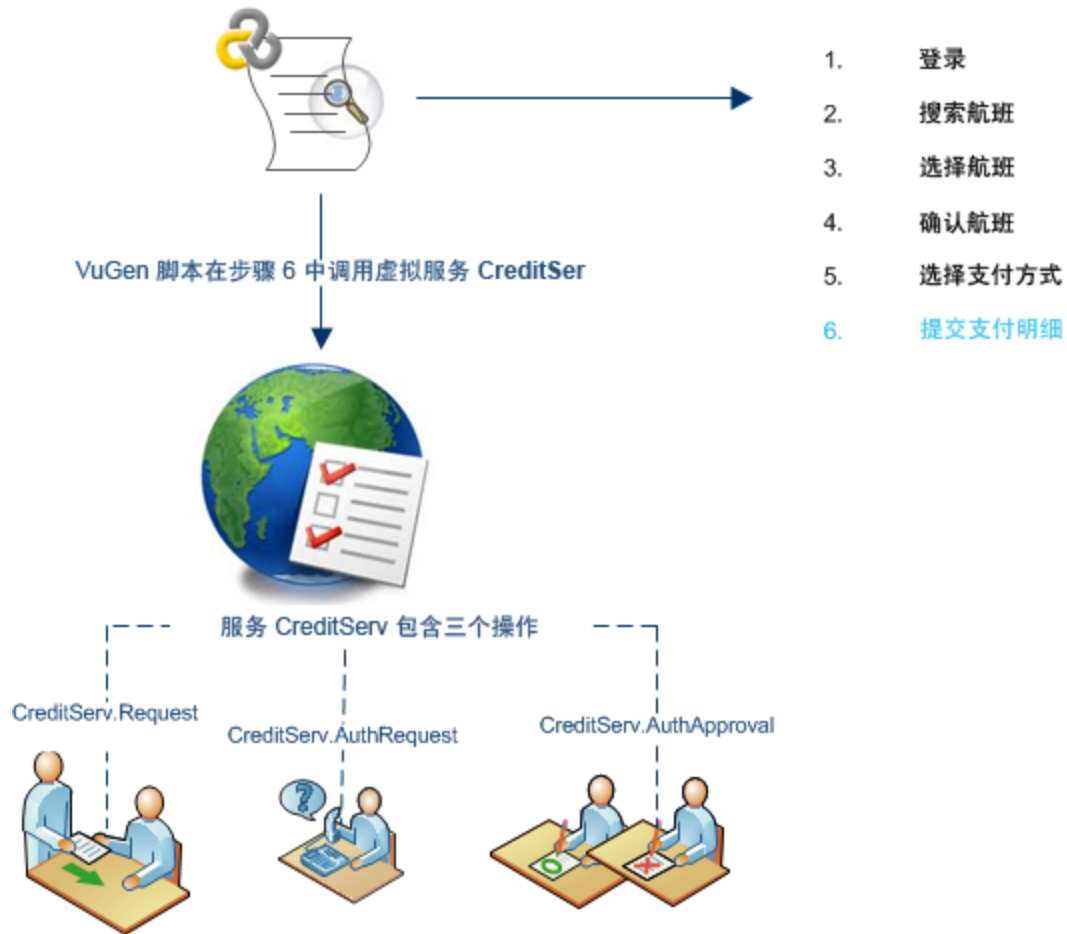 1. 登录
2. 搜索航班
3. 选择航班
4. 确认航班
5. 选择支付方式
6. 提交支付明细
VuGen 脚本在步骤 6 中调用虚拟服务 CreditSer
服务 CreditServ 包含三个操作
CreditServ.Request
CreditServ.AuthRequest
CreditServ.AuthApproval